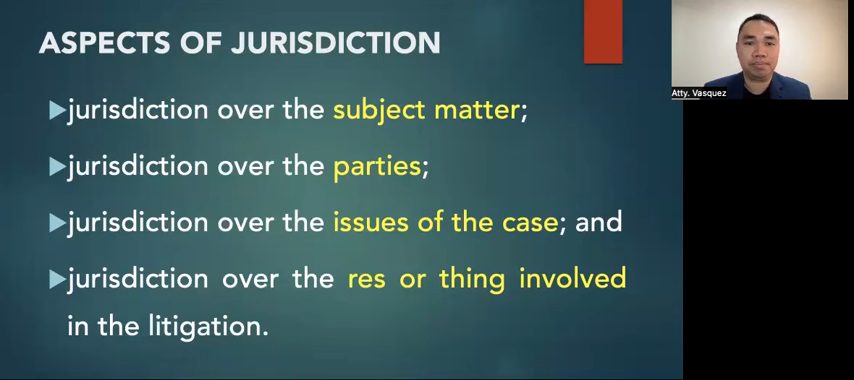 ASPECTS OF JURISDICTION
jurisdiction over the subject matter;
jurisdiction over the parties;
jurisdiction over the issues of the case; and
jurisdiction over the res or thing involved
in the litigation.
Atty. Vasquez